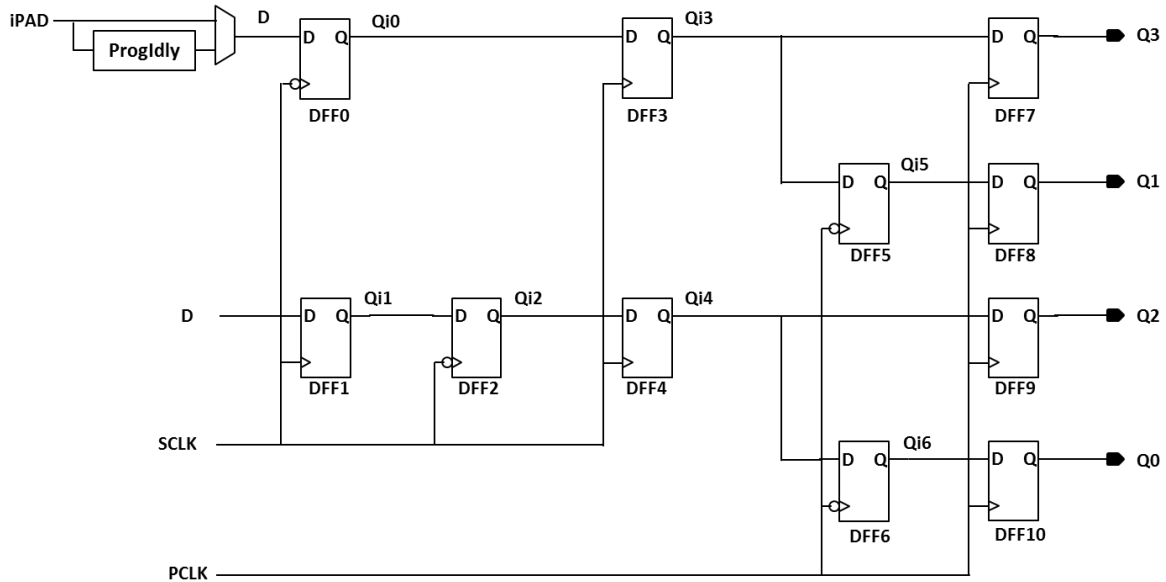 iPAD
D
ProgIdly
D Q
Qi0
DFF0
D Q
Qi3
DFF3
D Q
DFF7
Q3
D Q
Qi5
DFF5
D Q
DFF8
Q1
D
D Q
Qi1
DFF1
D Q
Qi2
DFF2
D Q
Qi4
DFF4
D Q
DFF9
Q2
SCLK
D Q
Qi6
DFF6
D Q
DFF10
Q0
PCLK